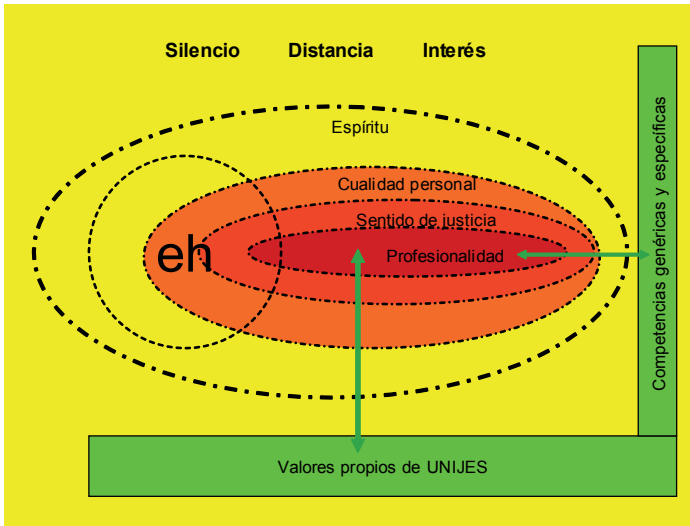 Silencio Distancia Interés
Espíritu
Cualidad personal
Sentido de justicia
eh
Profesionalidad
Competencias genéricas y específicas
Valores propios de UNIJES